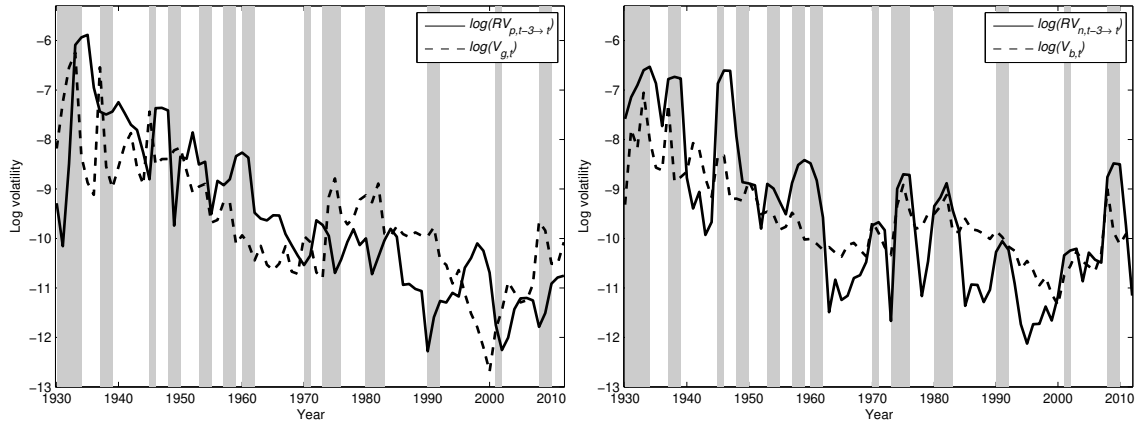 log(RV_{p,t−3→t})
log(V_{g,t})
−6
−7
−8
−9
−10
−11
−12
−13
Log volatility
1930 1940 1950 1960 1970 1980 1990 2000 2010
Year
log(RV_{n,t−3→t})
log(V_{b,t})
−6
−7
−8
−9
−10
−11
−12
−13
Log volatility
1930 1940 1950 1960 1970 1980 1990 2000 2010
Year